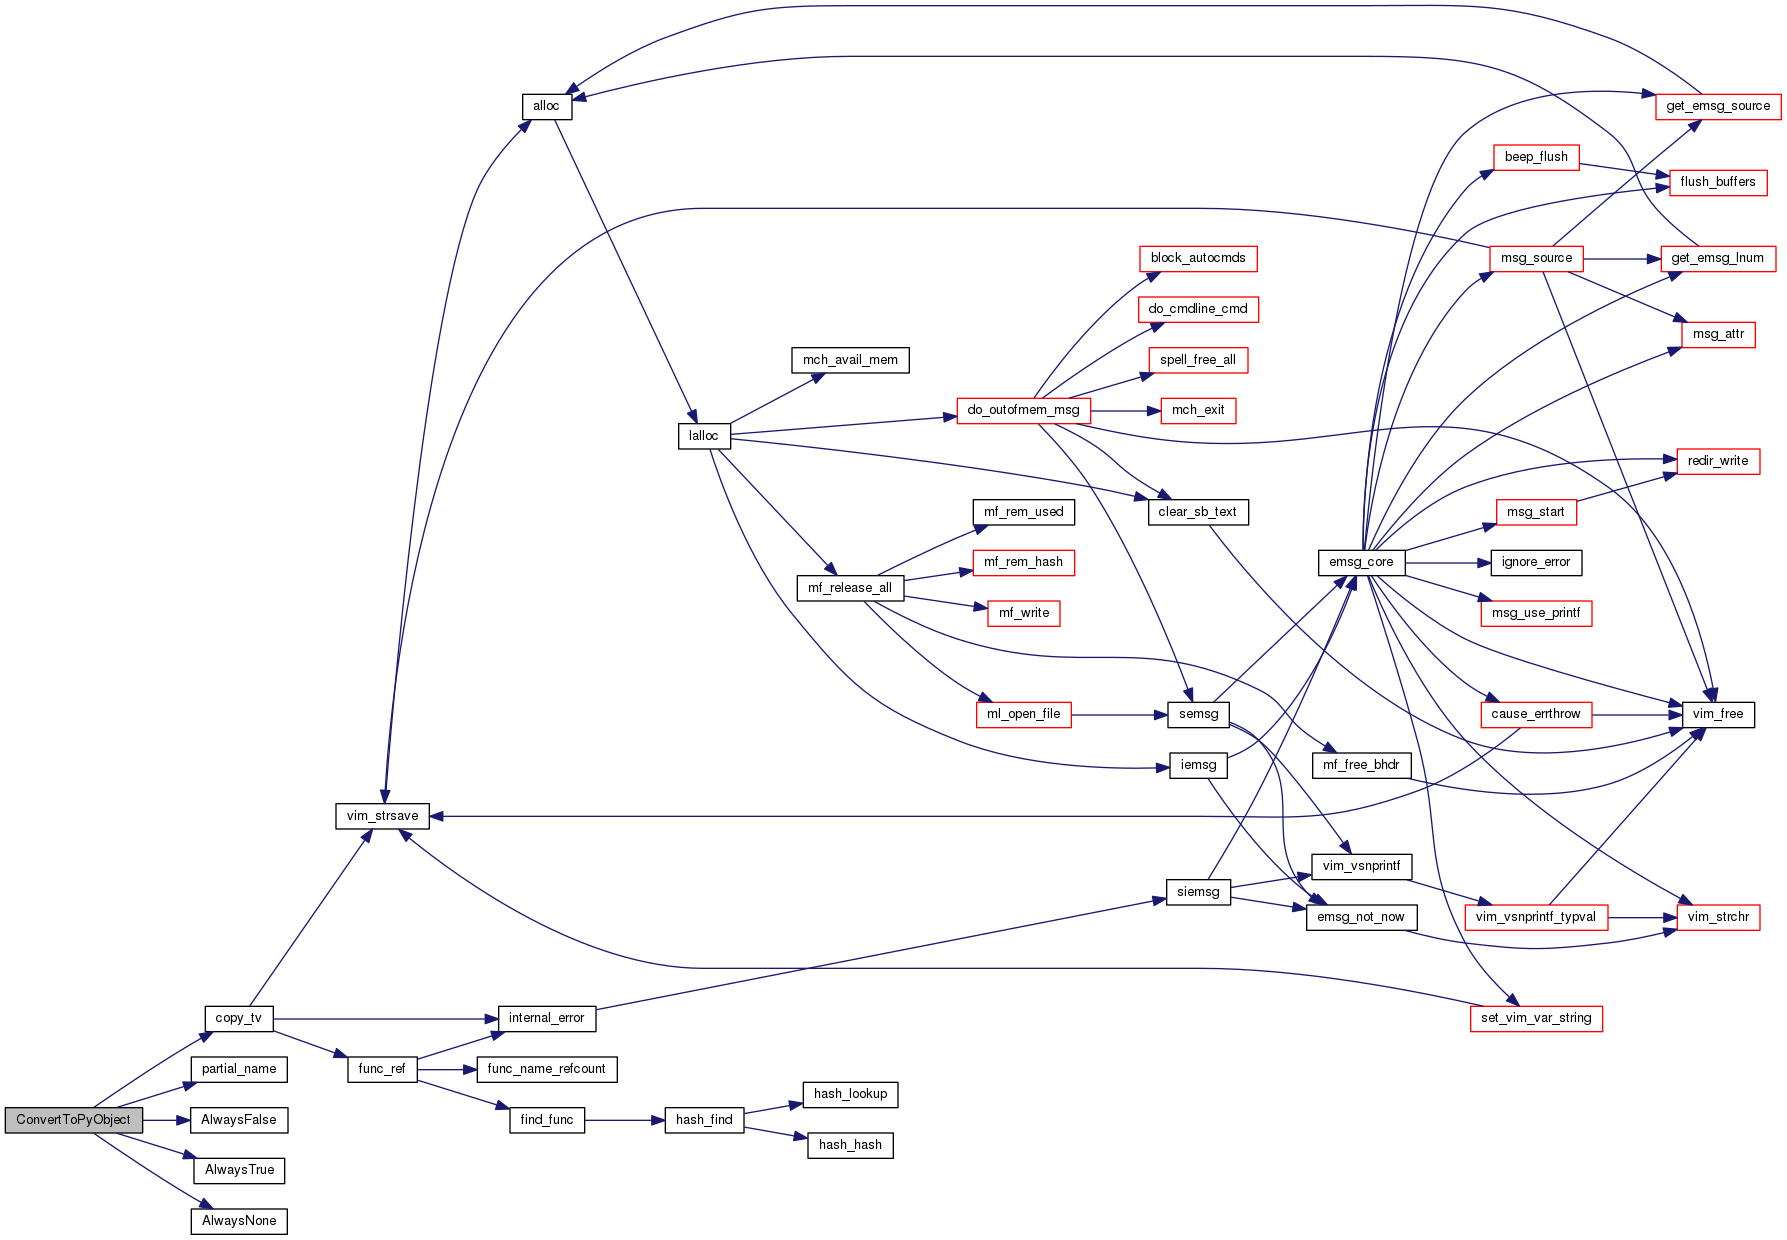 alloc
get_emsg_source
beep_flush
flush_buffers
block_autocmds
msg_source
get_emsg_lnum
do_cmdline_cmd
msg_attr
mch_avail_mem
spell_free_all
do_outofmem_msg
mch_exit
lalloc
redir_write
mf_rem_used
clear_sb_text
msg_start
mf_rem_hash
emsg_core
ignore_error
mf_release_all
mf_write
msg_use_printf
ml_open_file
semsg
cause_errthrow
vim_free
iemsg
mf_free_bhdr
vim_strsave
vim_vsnprintf
siemsg
emsg_not_now
vim_vsnprintf_typval
vim_strchr
copy_tv
internal_error
set_vim_var_string
partial_name
func_ref
func_name_refcount
hash_lookup
ConvertToPyObject
AlwaysFalse
find_func
hash_find
hash_hash
AlwaysTrue
AlwaysNone